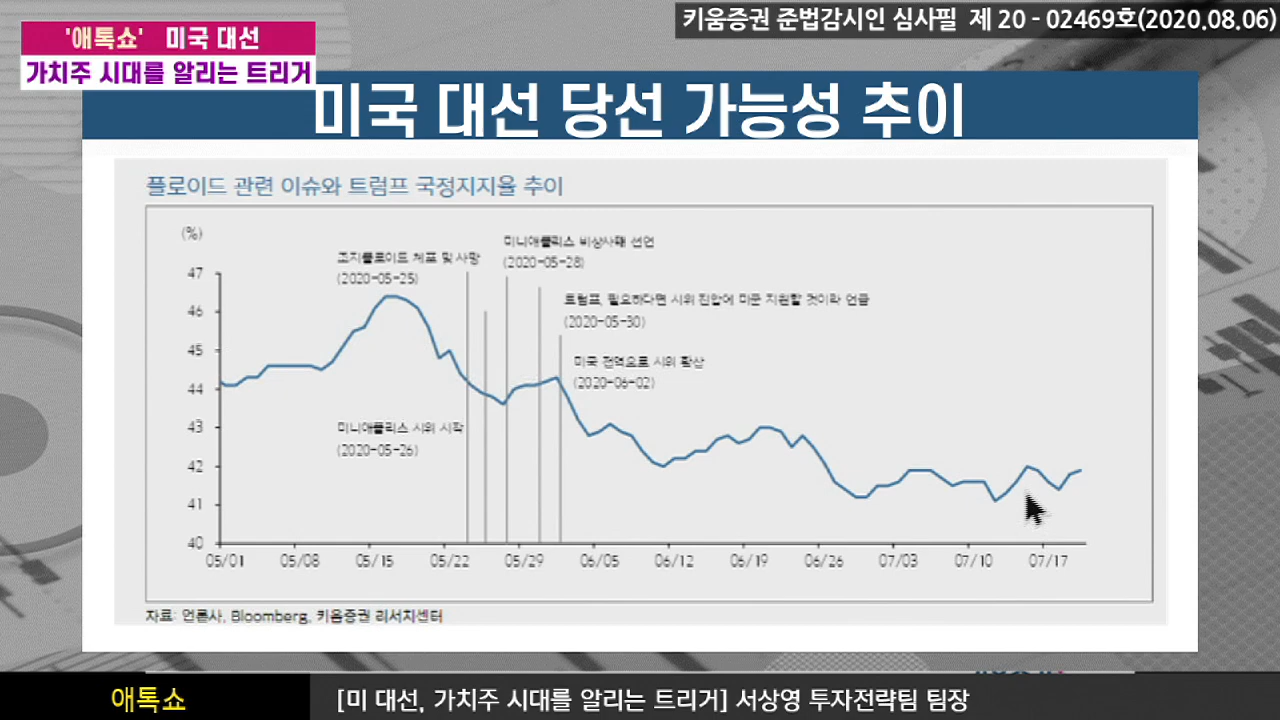 키움증권 준법감시인 심사필 제 20 - 02469호(2020.08.06)
'애톡쇼' 미국 대선
가치주 시대를 알리는 트리거
미국 대선 당선 가능성 추이
플로이드 관련 이슈와 트럼프 국정지지율 추이
(%)
47
46
45
44
43
42
41
40
조지플로이드 체포 및 사망
(2020-05-25)
미니애폴리스 비상사태 선언
(2020-05-28)
트럼프, 필요하다면 시위 진압에 미군 지원할 것이라 언급
(2020-05-30)
미국 전역으로 시위 확산
(2020-06-02)
미니애폴리스 시위 시작
(2020-05-26)
05/01 05/08 05/15 05/22 05/29 06/05 06/12 06/19 06/26 07/03 07/10 07/17
자료: 언론사, Bloomberg, 키움증권 리서치센터
애톡쇼
[미 대선, 가치주 시대를 알리는 트리거] 서상영 투자전략팀 팀장